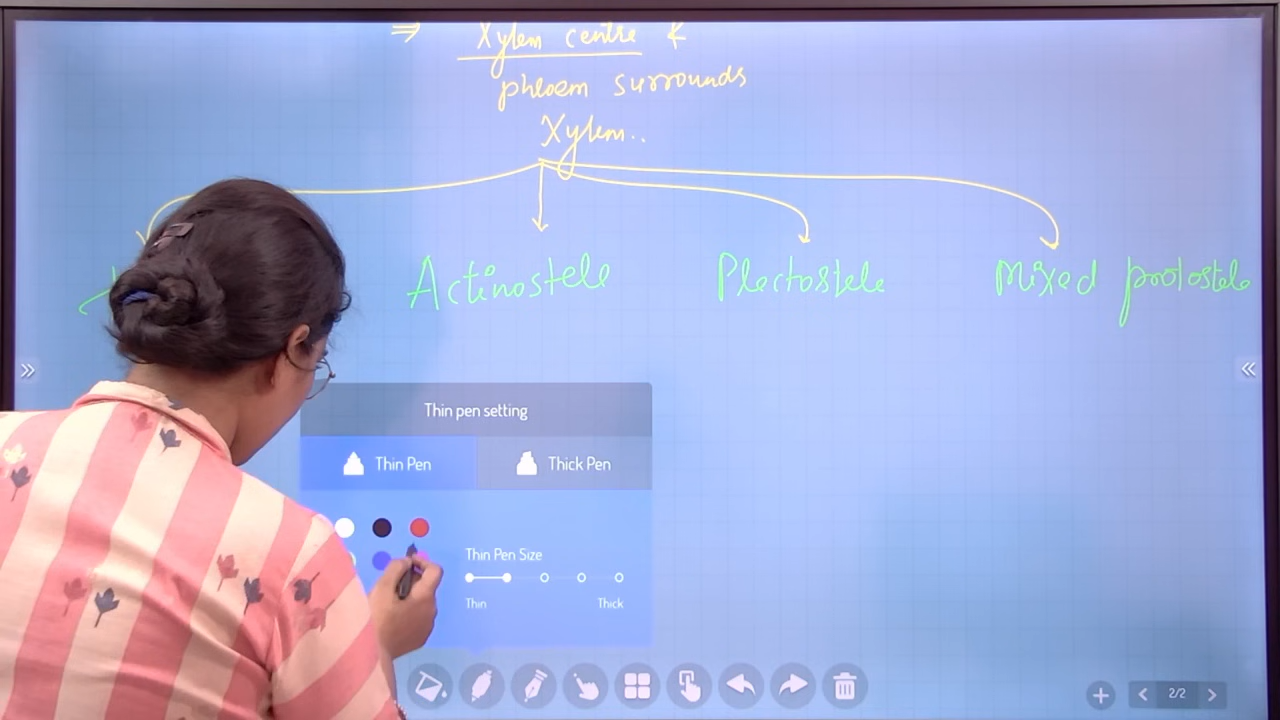 ⇒ Xylem centre &
phloem surrounds
Xylem..
Actinostele Plectostele Mixed protostele
Thin pen setting
Thin Pen Thick Pen
Thin Pen Size
Thin Thick
2/2